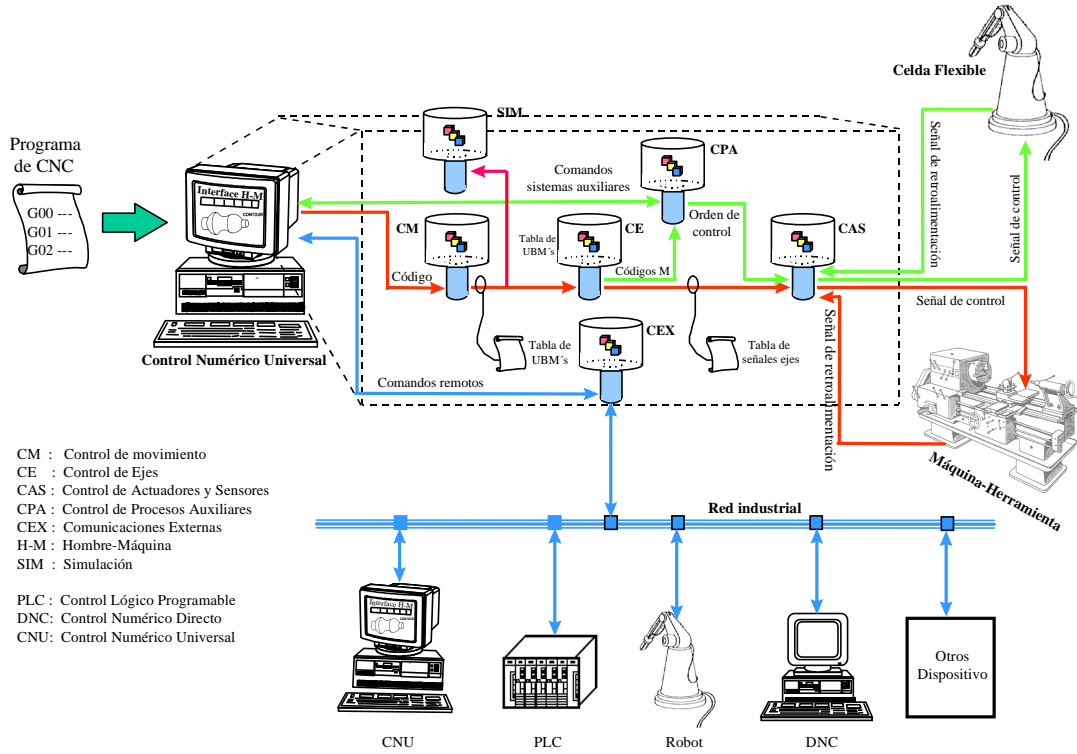 Celda Flexible
SIM
Programa
de CNC
G00 ---
G01 ---
G02 ---
Interface H-M
CONTOUR
CPA
Comandos
sistemas auxiliares
Señal de retroalimentación
Señal de control
CM
Tabla de
UBM´s
CE
Orden de
control
CAS
Código
Códigos M
Señal de control
Control Numérico Universal
Tabla de
UBM´s
CEX
Tabla de
señales ejes
Señal de retroalimentación
Comandos remotos
Máquina-Herramienta
CM : Control de movimiento
CE : Control de Ejes
CAS : Control de Actuadores y Sensores
CPA : Control de Procesos Auxiliares
CEX : Comunicaciones Externas
H-M : Hombre-Máquina
SIM : Simulación
PLC : Control Lógico Programable
DNC: Control Numérico Directo
CNU: Control Numérico Universal
Red industrial
Interface H-M
CONTOUR
Otros
Dispositivo
CNU
PLC
Robot
DNC